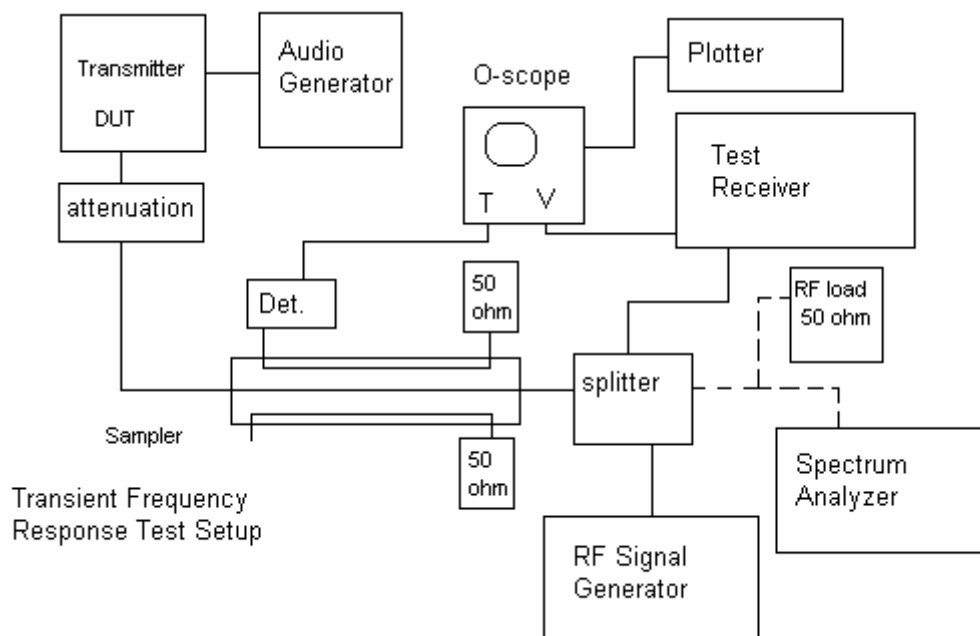 Transmitter
DUT
Audio
Generator
O-scope
Plotter
T V
Test
Receiver
attenuation
Det.
50
ohm
RF load
50 ohm
splitter
Sampler
50
ohm
Spectrum
Analyzer
Transient Frequency
Response Test Setup
RF Signal
Generator